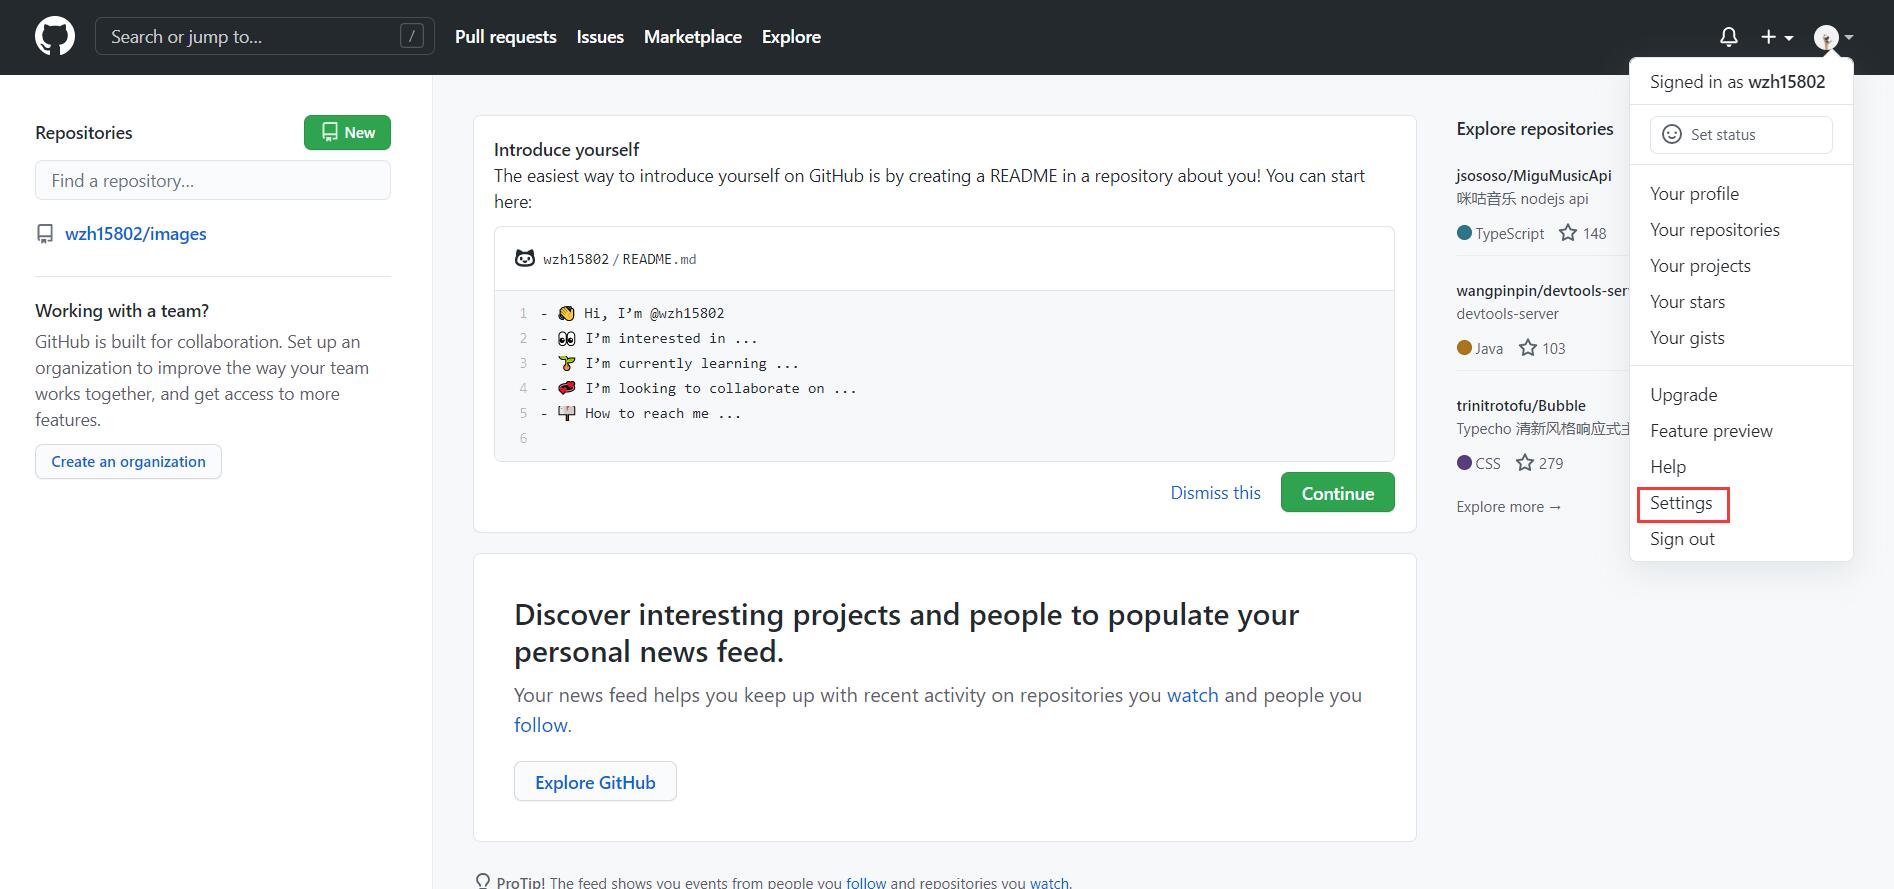 Search or jump to... /
Pull requests
Issues
Marketplace
Explore
Repositories
New
Find a repository...
wzh15802/images
Working with a team?
GitHub is built for collaboration. Set up an
organization to improve the way your team
works together, and get access to more
features.
Create an organization
Introduce yourself
The easiest way to introduce yourself on GitHub is by creating a README in a repository about you! You can start
here:
wzh15802 / README.md
1 - 👋 Hi, I’m @wzh15802
2 - 👀 I’m interested in ...
3 - 🌱 I’m currently learning ...
4 - 💞️ I’m looking to collaborate on ...
5 - 📫 How to reach me ...
6
Dismiss this
Continue
Discover interesting projects and people to populate your
personal news feed.
Your news feed helps you keep up with recent activity on repositories you watch and people you
follow.
Explore GitHub
ProTip! The feed shows you events from people you follow and repositories you watch.
Explore repositories
jsososo/MiguMusicApi
咪咕音乐 nodejs api
TypeScript 148
wangpinpin/devtools-ser
devtools-server
Java 103
trinitrotofu/Bubble
Typecho 清新风格响应式
CSS 279
Explore more →
Signed in as wzh15802
Set status
Your profile
Your repositories
Your projects
Your stars
Your gists
Upgrade
Feature preview
Help
Settings
Sign out